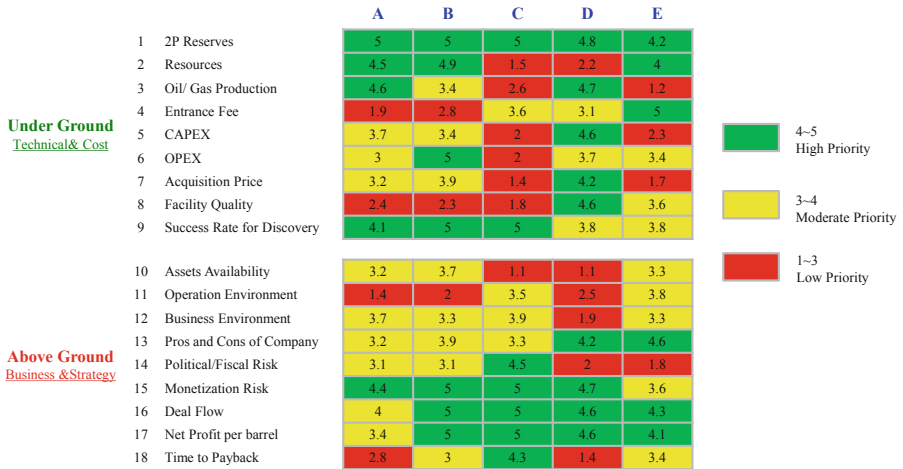 A B C D E
1 2P Reserves 5 5 5 4.8 4.2
2 Resources 4.5 4.9 1.5 2.2 4
3 Oil/ Gas Production 4.6 3.4 2.6 4.7 1.2
4 Entrance Fee 1.9 2.8 3.6 3.1 5
Under Ground
Technical& Cost
5 CAPEX 3.7 3.4 2 4.6 2.3
6 OPEX 3 5 2 3.7 3.4
7 Acquisition Price 3.2 3.9 1.4 4.2 1.7
8 Facility Quality 2.4 2.3 1.8 4.6 3.6
9 Success Rate for Discovery 4.1 5 5 3.8 3.8
10 Assets Availability 3.2 3.7 1.1 1.1 3.3
11 Operation Environment 1.4 2 3.5 2.5 3.8
12 Business Environment 3.7 3.3 3.9 1.9 3.3
13 Pros and Cons of Company 3.2 3.9 3.3 4.2 4.6
Above Ground
Business &Strategy
14 Political/Fiscal Risk 3.1 3.1 4.5 2 1.8
15 Monetization Risk 4.4 5 5 4.7 3.6
16 Deal Flow 4 5 5 4.6 4.3
17 Net Profit per barrel 3.4 5 5 4.6 4.1
18 Time to Payback 2.8 3 4.3 1.4 3.4
4~5
High Priority
3~4
Moderate Priority
1~3
Low Priority